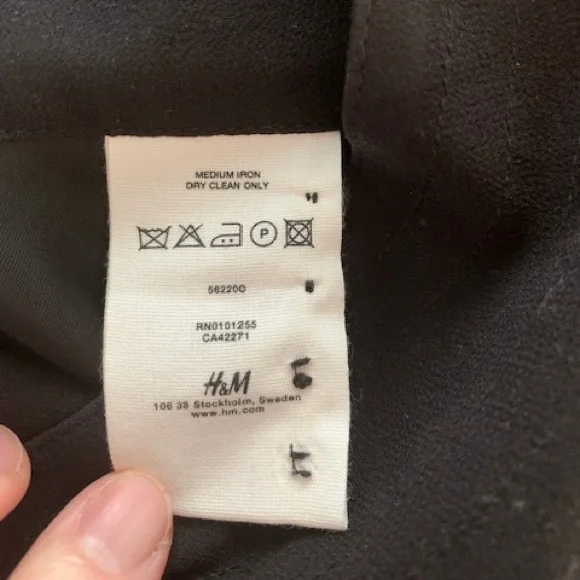 MEDIUM IRON
DRY CLEAN ONLY
P
562200
RN0101255
CA42271
H&M
106 38 Stockholm, Sweden
www.hm.com